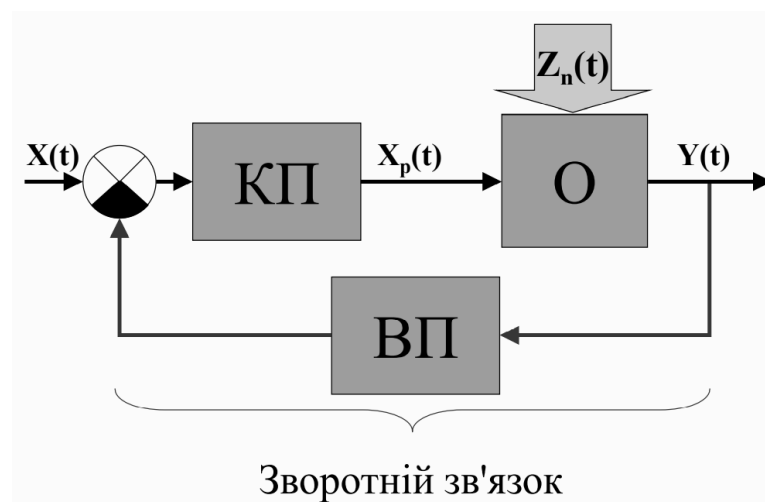 Zn(t)
X(t)
КП
Xp(t)
О
Y(t)
ВП
Зворотній зв'язок